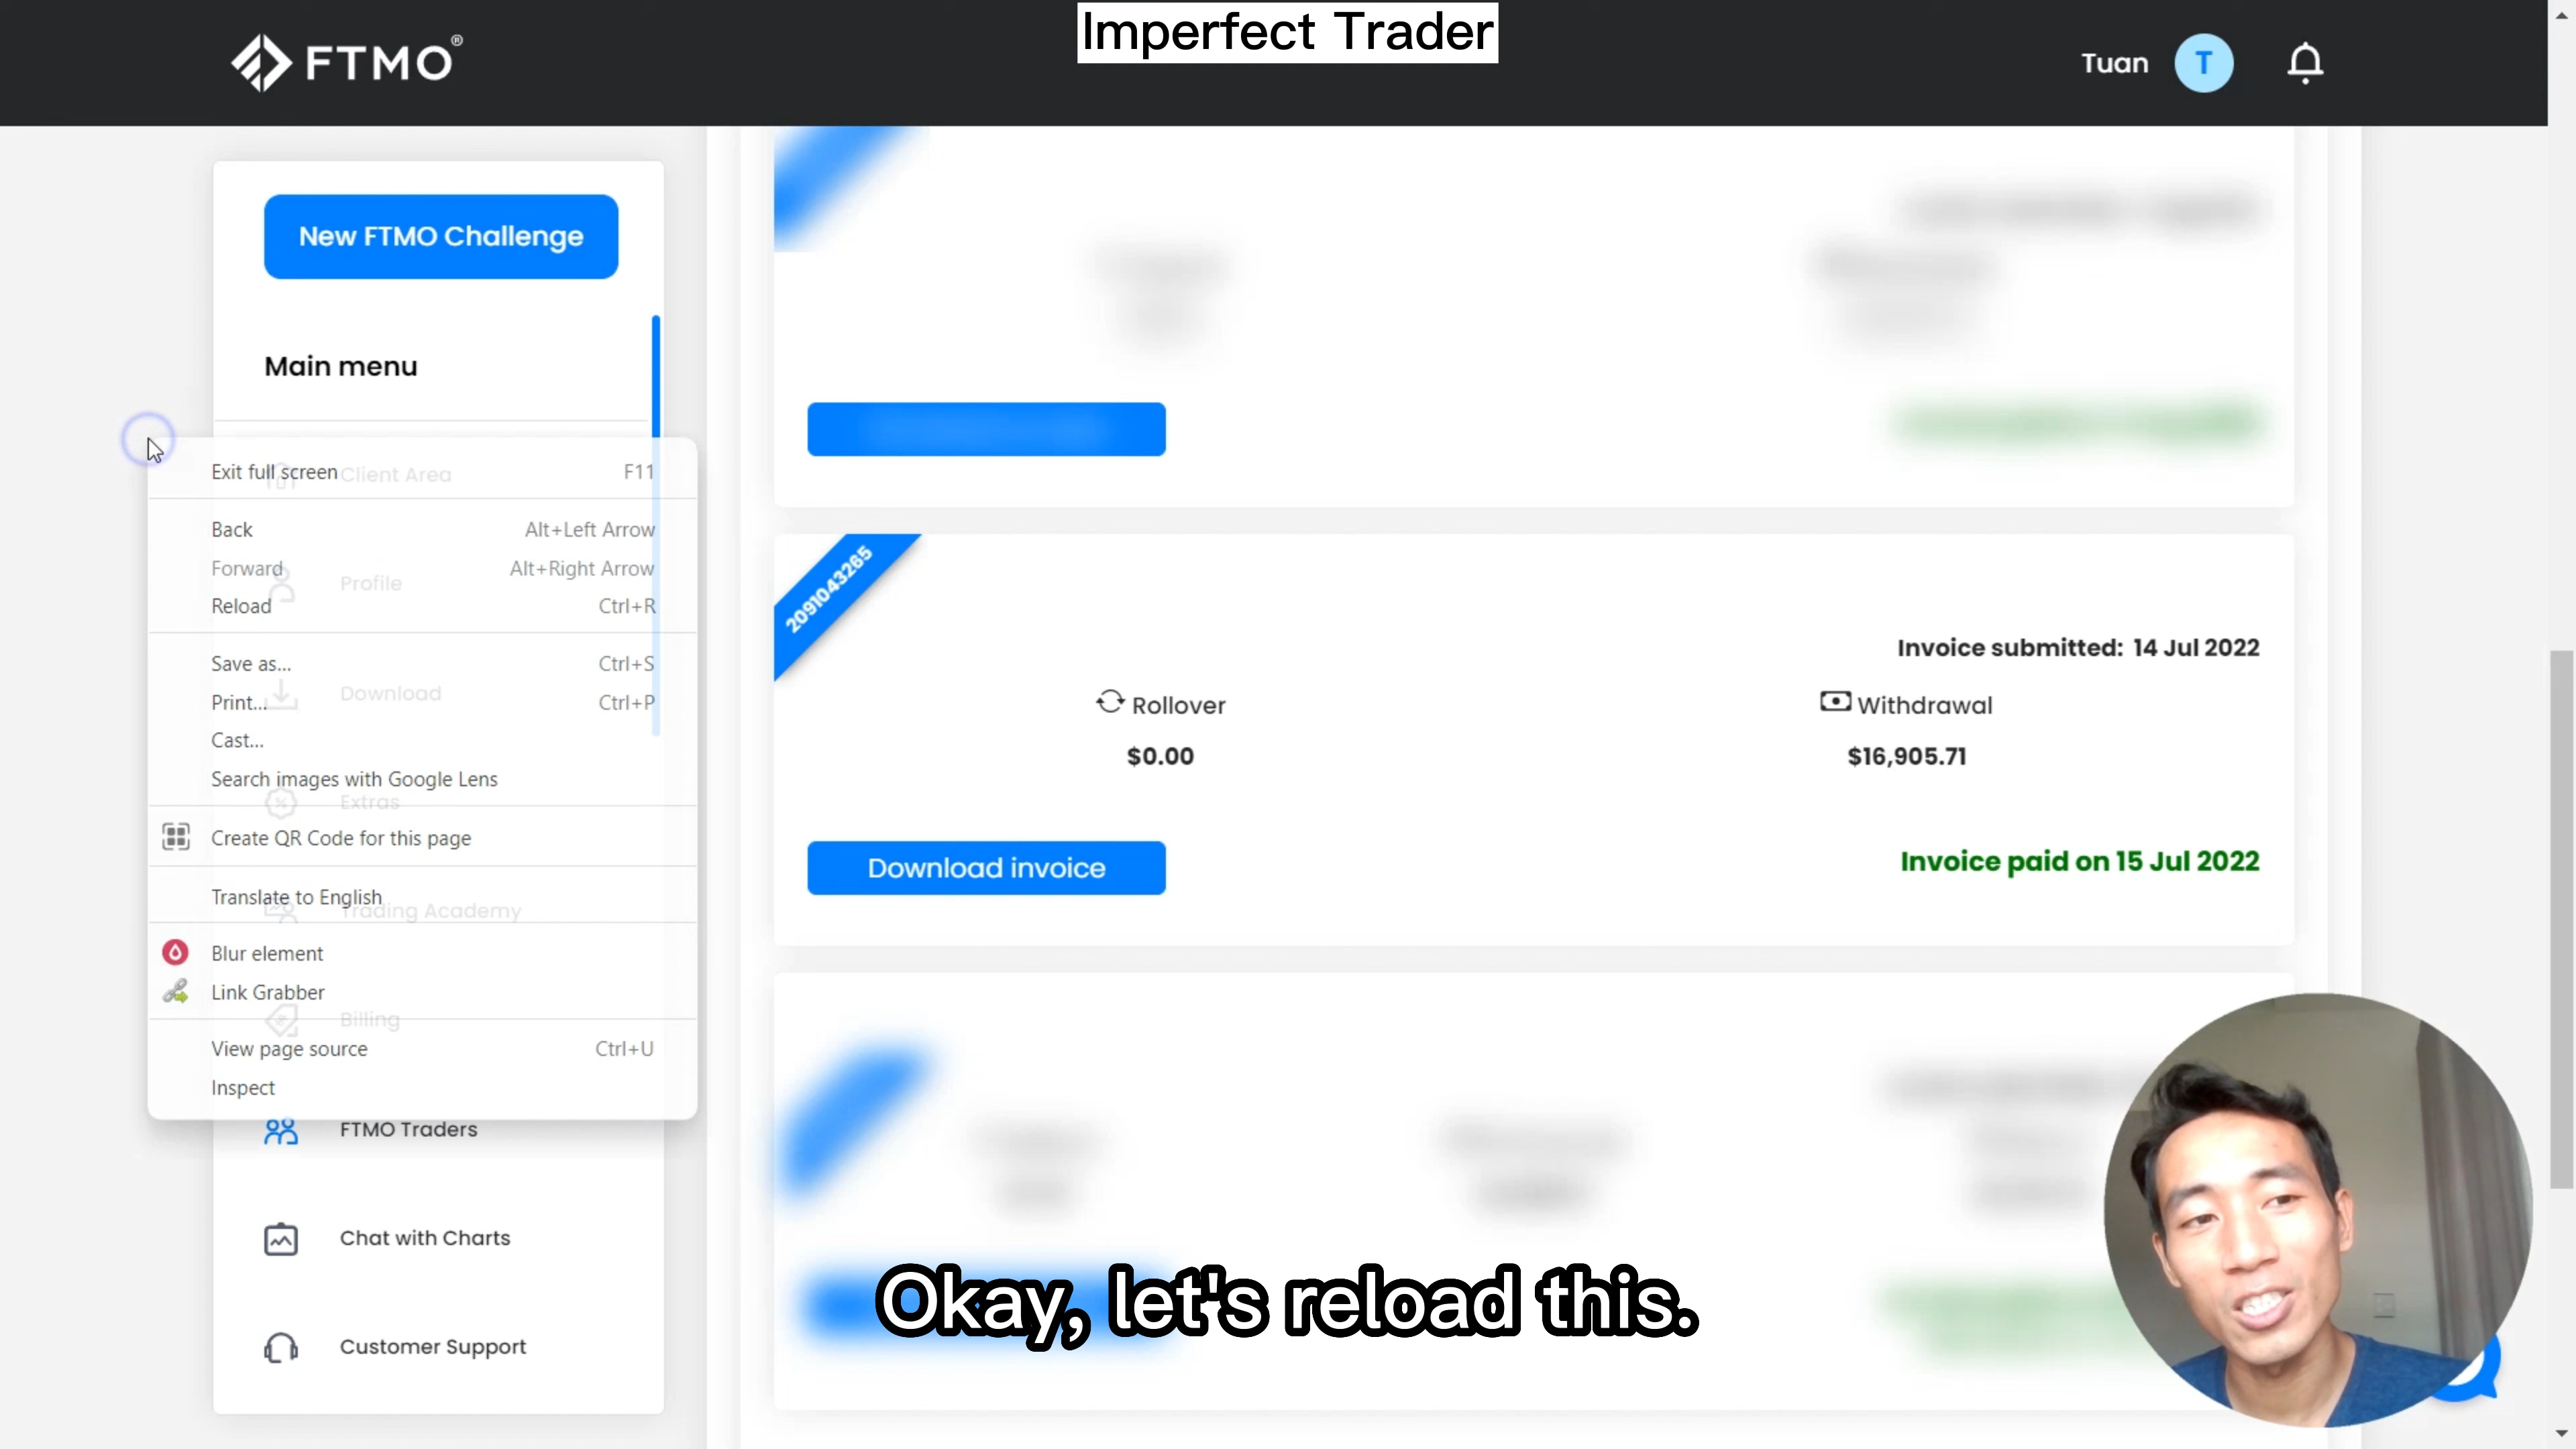 Imperfect Trader
FTMO®
Tuan
T
New FTMO Challenge
Main menu
Exit full screen F11
Client Area
Back Alt+Left Arrow
Forward Alt+Right Arrow
Profile
Reload Ctrl+R
Save as... Ctrl+S
Download
Print... Ctrl+P
Cast...
Search images with Google Lens
Extras
Create QR Code for this page
Translate to English
Trading Academy
Blur element
Link Grabber
Billing
View page source Ctrl+U
Inspect
FTMO Traders
Chat with Charts
Customer Support
2091043265
Invoice submitted: 14 Jul 2022
Rollover
Withdrawal
$0.00
$16,905.71
Download invoice
Invoice paid on 15 Jul 2022
Okay, let's reload this.